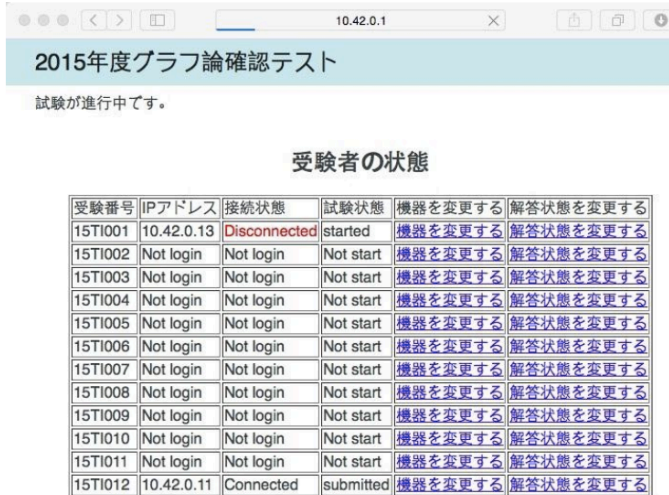 10.42.0.1
2015年度グラフ論確認テスト
試験が進行中です。
受験者の状態
受験番号 IPアドレス 接続状態 試験状態 機器を変更する 解答状態を変更する
15TI001 10.42.0.13 Disconnected started 機器を変更する 解答状態を変更する
15TI002 Not login Not login Not start 機器を変更する 解答状態を変更する
15TI003 Not login Not login Not start 機器を変更する 解答状態を変更する
15TI004 Not login Not login Not start 機器を変更する 解答状態を変更する
15TI005 Not login Not login Not start 機器を変更する 解答状態を変更する
15TI006 Not login Not login Not start 機器を変更する 解答状態を変更する
15TI007 Not login Not login Not start 機器を変更する 解答状態を変更する
15TI008 Not login Not login Not start 機器を変更する 解答状態を変更する
15TI009 Not login Not login Not start 機器を変更する 解答状態を変更する
15TI010 Not login Not login Not start 機器を変更する 解答状態を変更する
15TI011 Not login Not login Not start 機器を変更する 解答状態を変更する
15TI012 10.42.0.11 Connected submitted 機器を変更する 解答状態を変更する